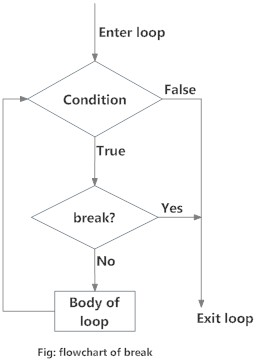 Enter loop
Condition
False
True
break?
Yes
No
Body of
loop
Exit loop
Fig: flowchart of break